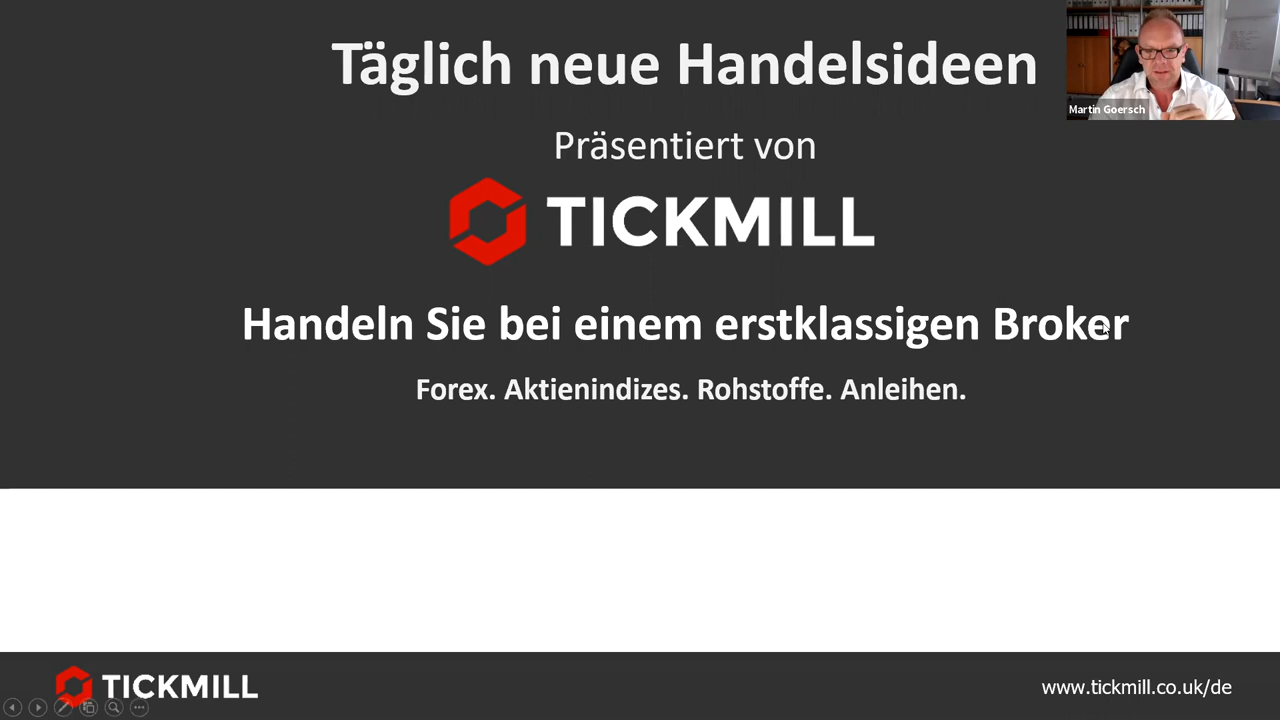 Täglich neue Handelsideen
Martin Goersch
Präsentiert von
TICKMILL
Handeln Sie bei einem erstklassigen Broker
Forex. Aktienindizes. Rohstoffe. Anleihen.
TICKMILL
www.tickmill.co.uk/de